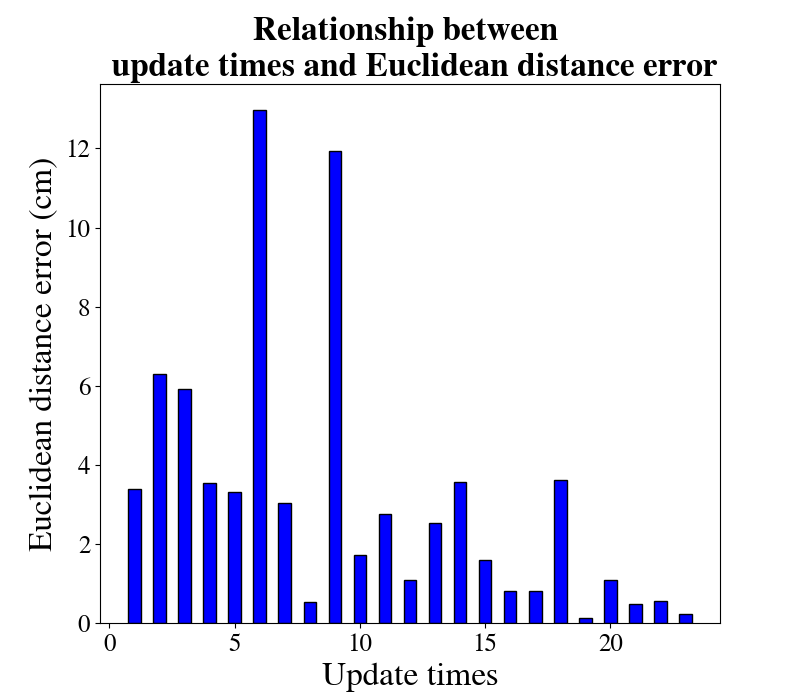 Relationship between
update times and Euclidean distance error
Euclidean distance error (cm)
12
10
8
6
4
2
0
0 5 10 15 20
Update times